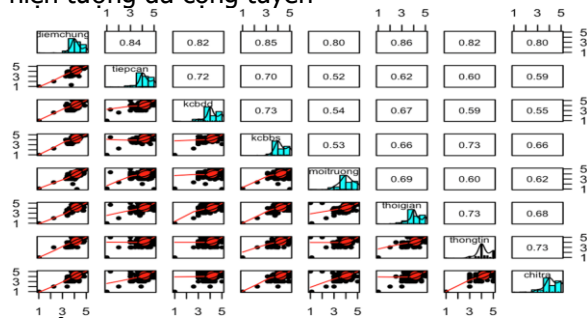 hiện tượng đa cộng tuyến
1 3 5 1 3 5 1 3 5 1 3 5
diemchung 0.84 0.82 0.85 0.80 0.86 0.82 0.80 1 3 5
1 3 5 tiepcan 0.72 0.70 0.52 0.62 0.60 0.59
kcbdd 0.73 0.54 0.67 0.59 0.55 1 3 5
1 3 5 kcbbs 0.53 0.66 0.73 0.66
moitruong 0.69 0.60 0.62 1 3 5
1 3 5 thoigian 0.73 0.68
thongtin 0.73 1 3 5
1 3 5 chitra
1 3 5 1 3 5 1 3 5 1 3 5